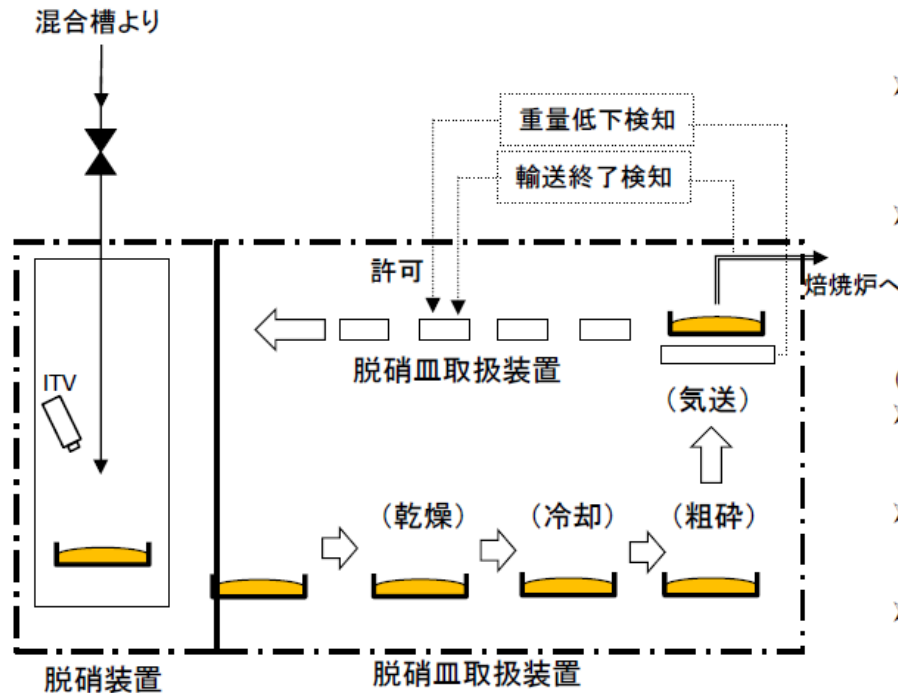 混合槽より
重量低下検知
輸送終了検知
許可
焙焼炉へ
脱硝皿取扱装置
ITV
（気送）
（乾燥）
（冷却）
（粗砕）
脱硝装置
脱硝皿取扱装置